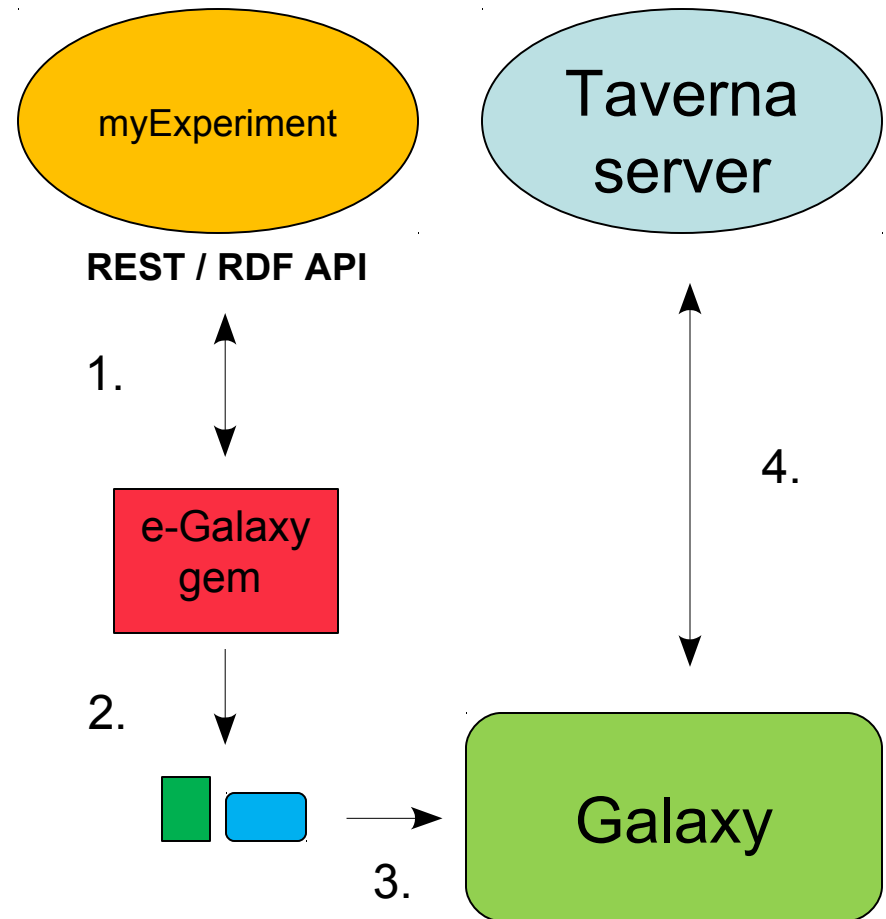 myExperiment
Taverna
server
REST / RDF API
1.
4.
e-Galaxy
gem
2.
Galaxy
3.